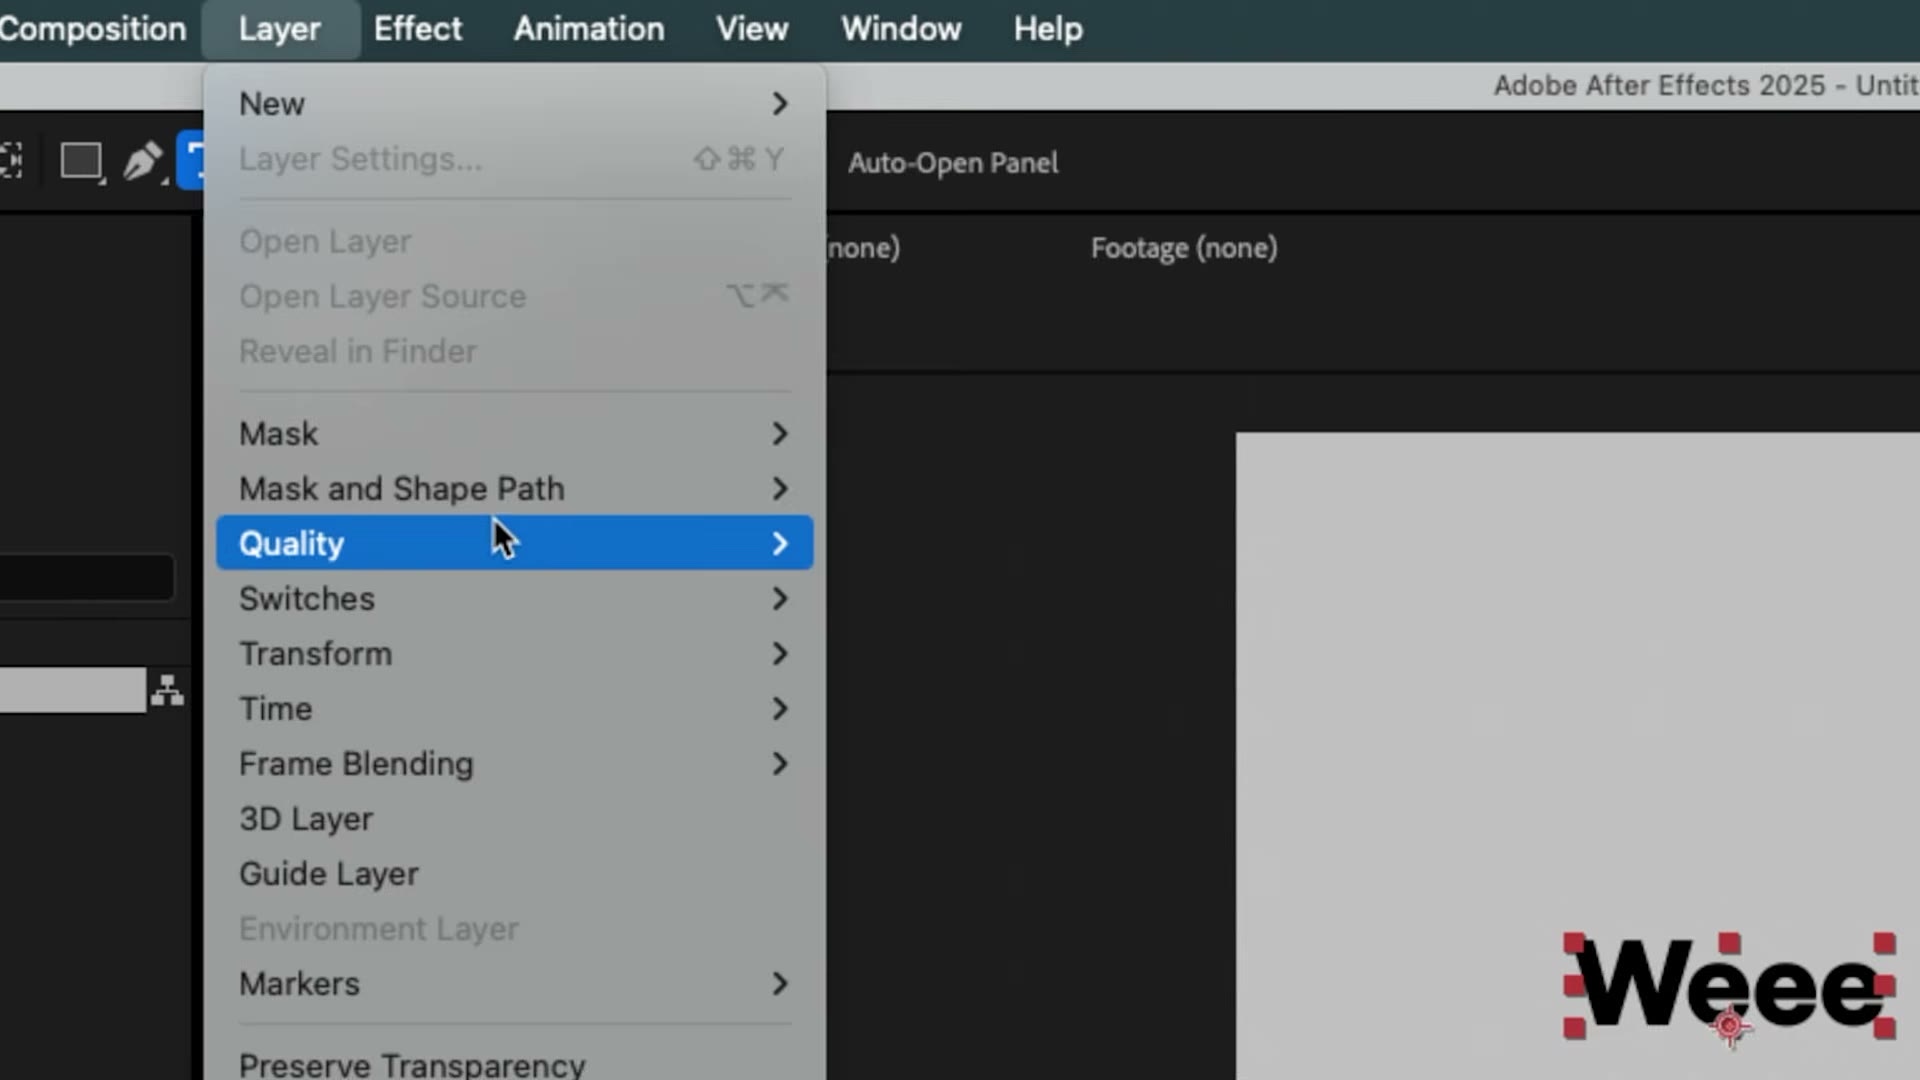 Composition Layer Effect Animation View Window Help
Adobe After Effects 2025 - Untit
New
Layer Settings... ⇧⌘Y
Auto-Open Panel
Open Layer
(none) Footage (none)
Open Layer Source
Reveal in Finder
Mask
Mask and Shape Path
Quality
Switches
Transform
Time
Frame Blending
3D Layer
Guide Layer
Environment Layer
Markers
Weee
Preserve Transparency